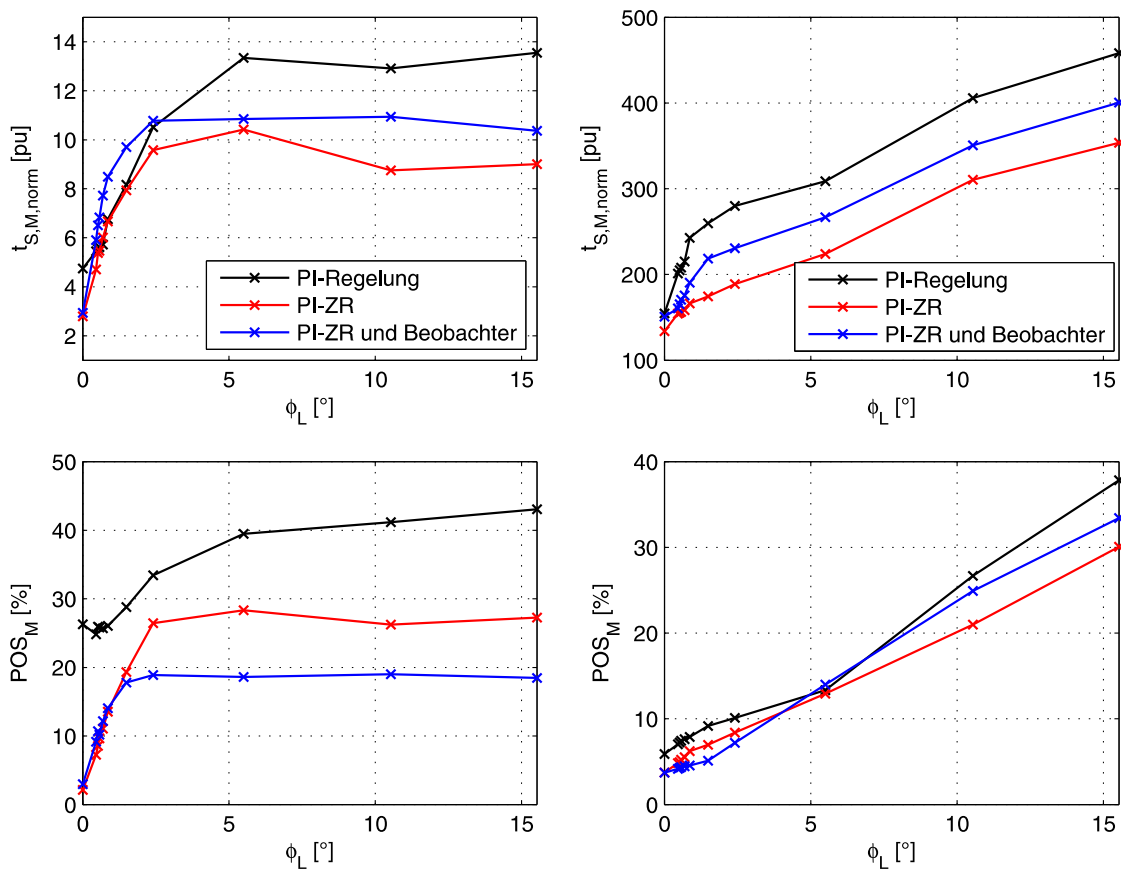 14
12
10
8
6
4
2
t_S,M,norm [pu]
PI-Regelung
PI-ZR
PI-ZR und Beobachter
0
5
10
15
ϕ_L [°]
500
400
300
200
100
t_S,M,norm [pu]
PI-Regelung
PI-ZR
PI-ZR und Beobachter
0
5
10
15
ϕ_L [°]
50
40
30
20
10
0
POS_M [%]
0
5
10
15
ϕ_L [°]
40
30
20
10
0
POS_M [%]
0
5
10
15
ϕ_L [°]